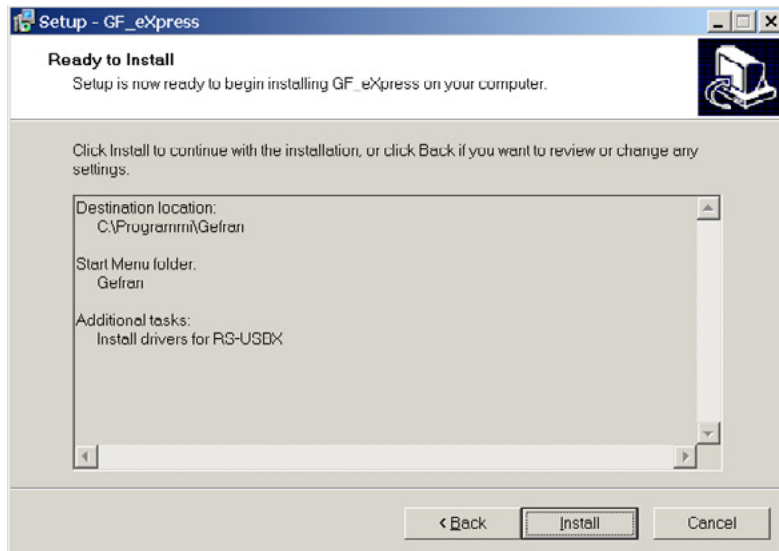 Setup - GF_eXpress
Ready to Install
Setup is now ready to begin installing GF_eXpress on your computer.
Click Install to continue with the installation, or click Back if you want to review or change any
settings.
Destination location:
C:\Programmi\Gefran
Start Menu folder:
Gefran
Additional tasks:
Install drivers for RS-USBX
< Back
Install
Cancel